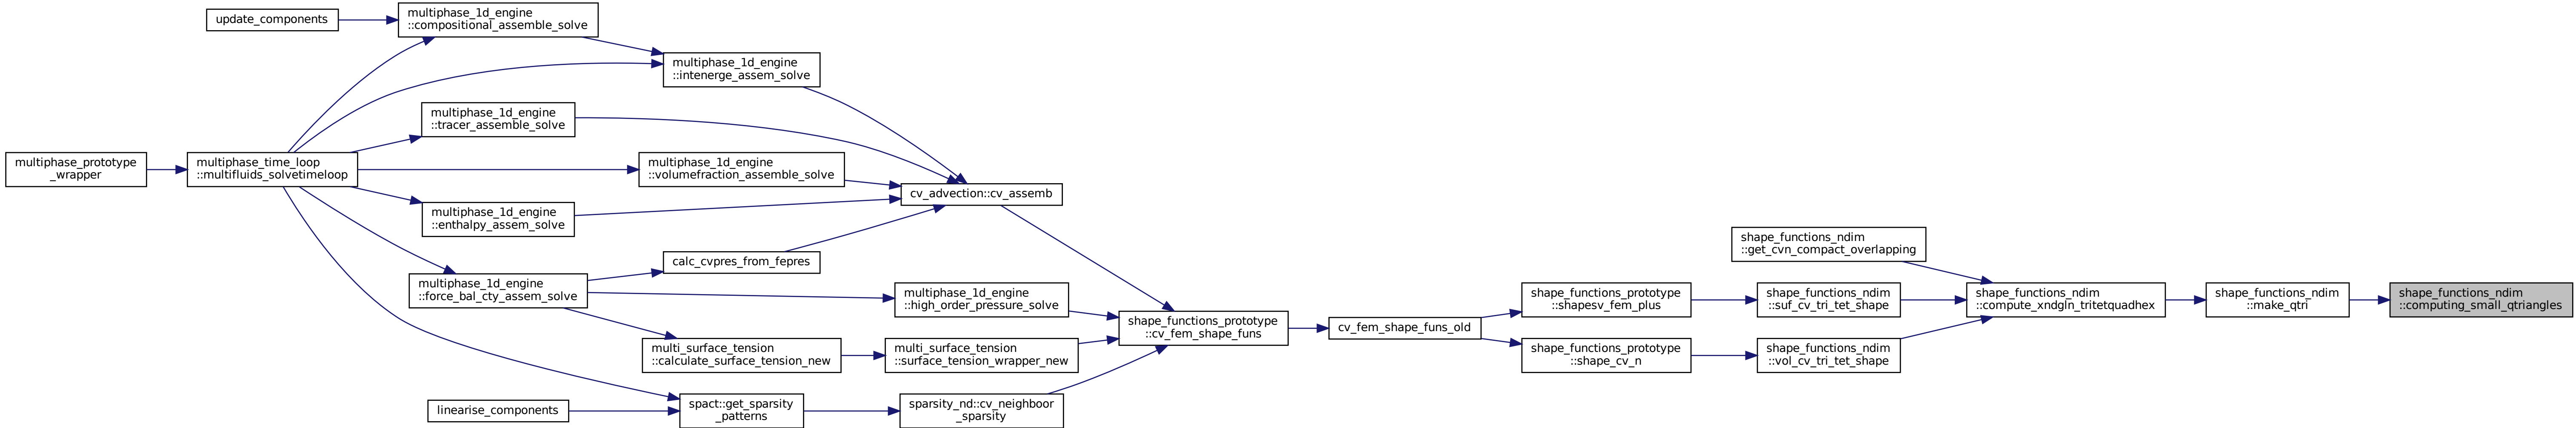 update_components
multiphase_1d_engine
::compositional_assemble_solve
multiphase_1d_engine
::intenerge_assem_solve
multiphase_1d_engine
::tracer_assemble_solve
multiphase_prototype
_wrapper
multiphase_time_loop
::multifluids_solvetimeloop
multiphase_1d_engine
::volumefraction_assemble_solve
cv_advection::cv_assemb
multiphase_1d_engine
::enthalpy_assem_solve
calc_cvpres_from_fepres
multiphase_1d_engine
::force_bal_cty_assem_solve
multiphase_1d_engine
::high_order_pressure_solve
multi_surface_tension
::calculate_surface_tension_new
multi_surface_tension
::surface_tension_wrapper_new
linearise_components
spact::get_sparsity
_patterns
sparsity_nd::cv_neighboor
_sparsity
shape_functions_prototype
::cv_fem_shape_funs
cv_fem_shape_funs_old
shape_functions_prototype
::shapesv_fem_plus
shape_functions_prototype
::shape_cv_n
shape_functions_ndim
::get_cvn_compact_overlapping
shape_functions_ndim
::suf_cv_tri_tet_shape
shape_functions_ndim
::vol_cv_tri_tet_shape
shape_functions_ndim
::compute_xndgln_tritetquadhex
shape_functions_ndim
::make_qtri
shape_functions_ndim
::computing_small_qtriangles